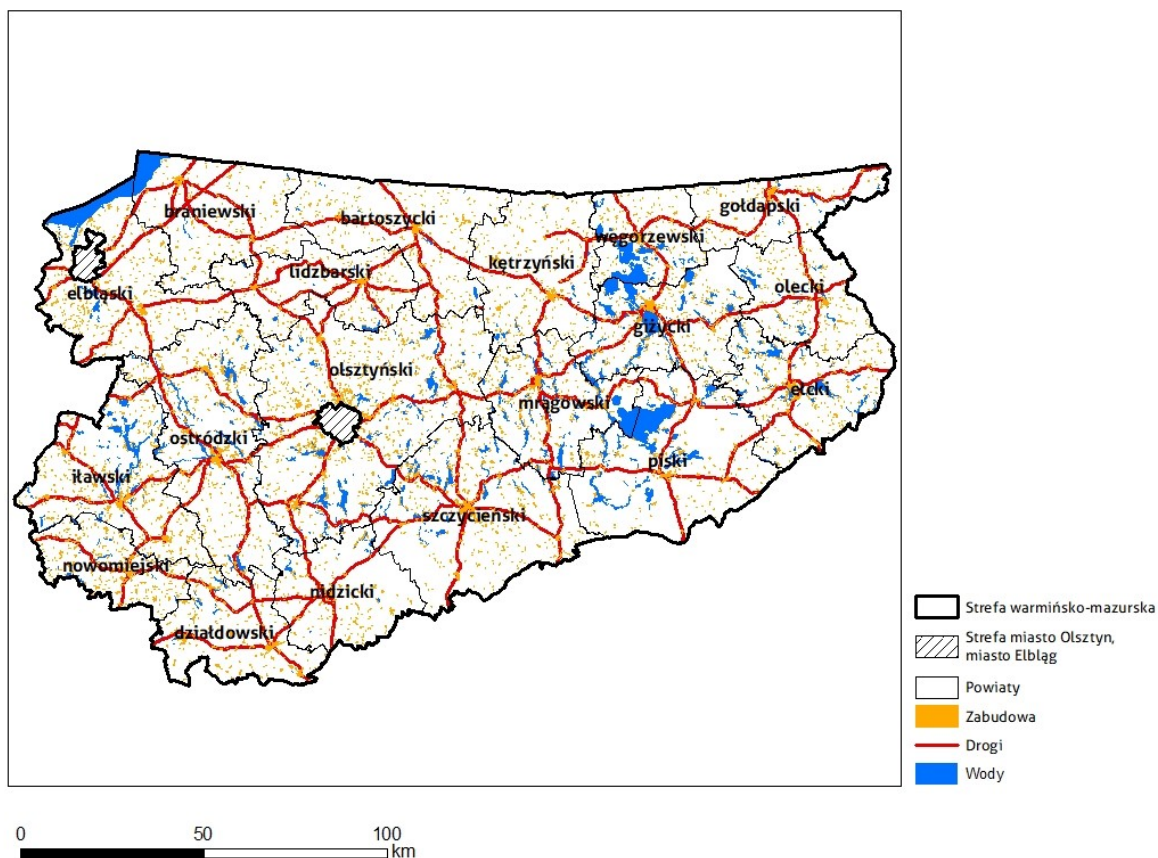 braniewski
bartoszycki
gołdapski
węgorzewski
kętrzyński
lidzbarski
elbląski
olecki
giżycki
olsztyński
ełcki
mrągowski
ostródzki
piski
iławski
szczycieński
nowomiejski
nidzicki
działdowski
Strefa warmińsko-mazurska
Strefa miasto Olsztyn,
miasto Elbląg
Powiaty
Zabudowa
Drogi
Wody
0 50 100
km